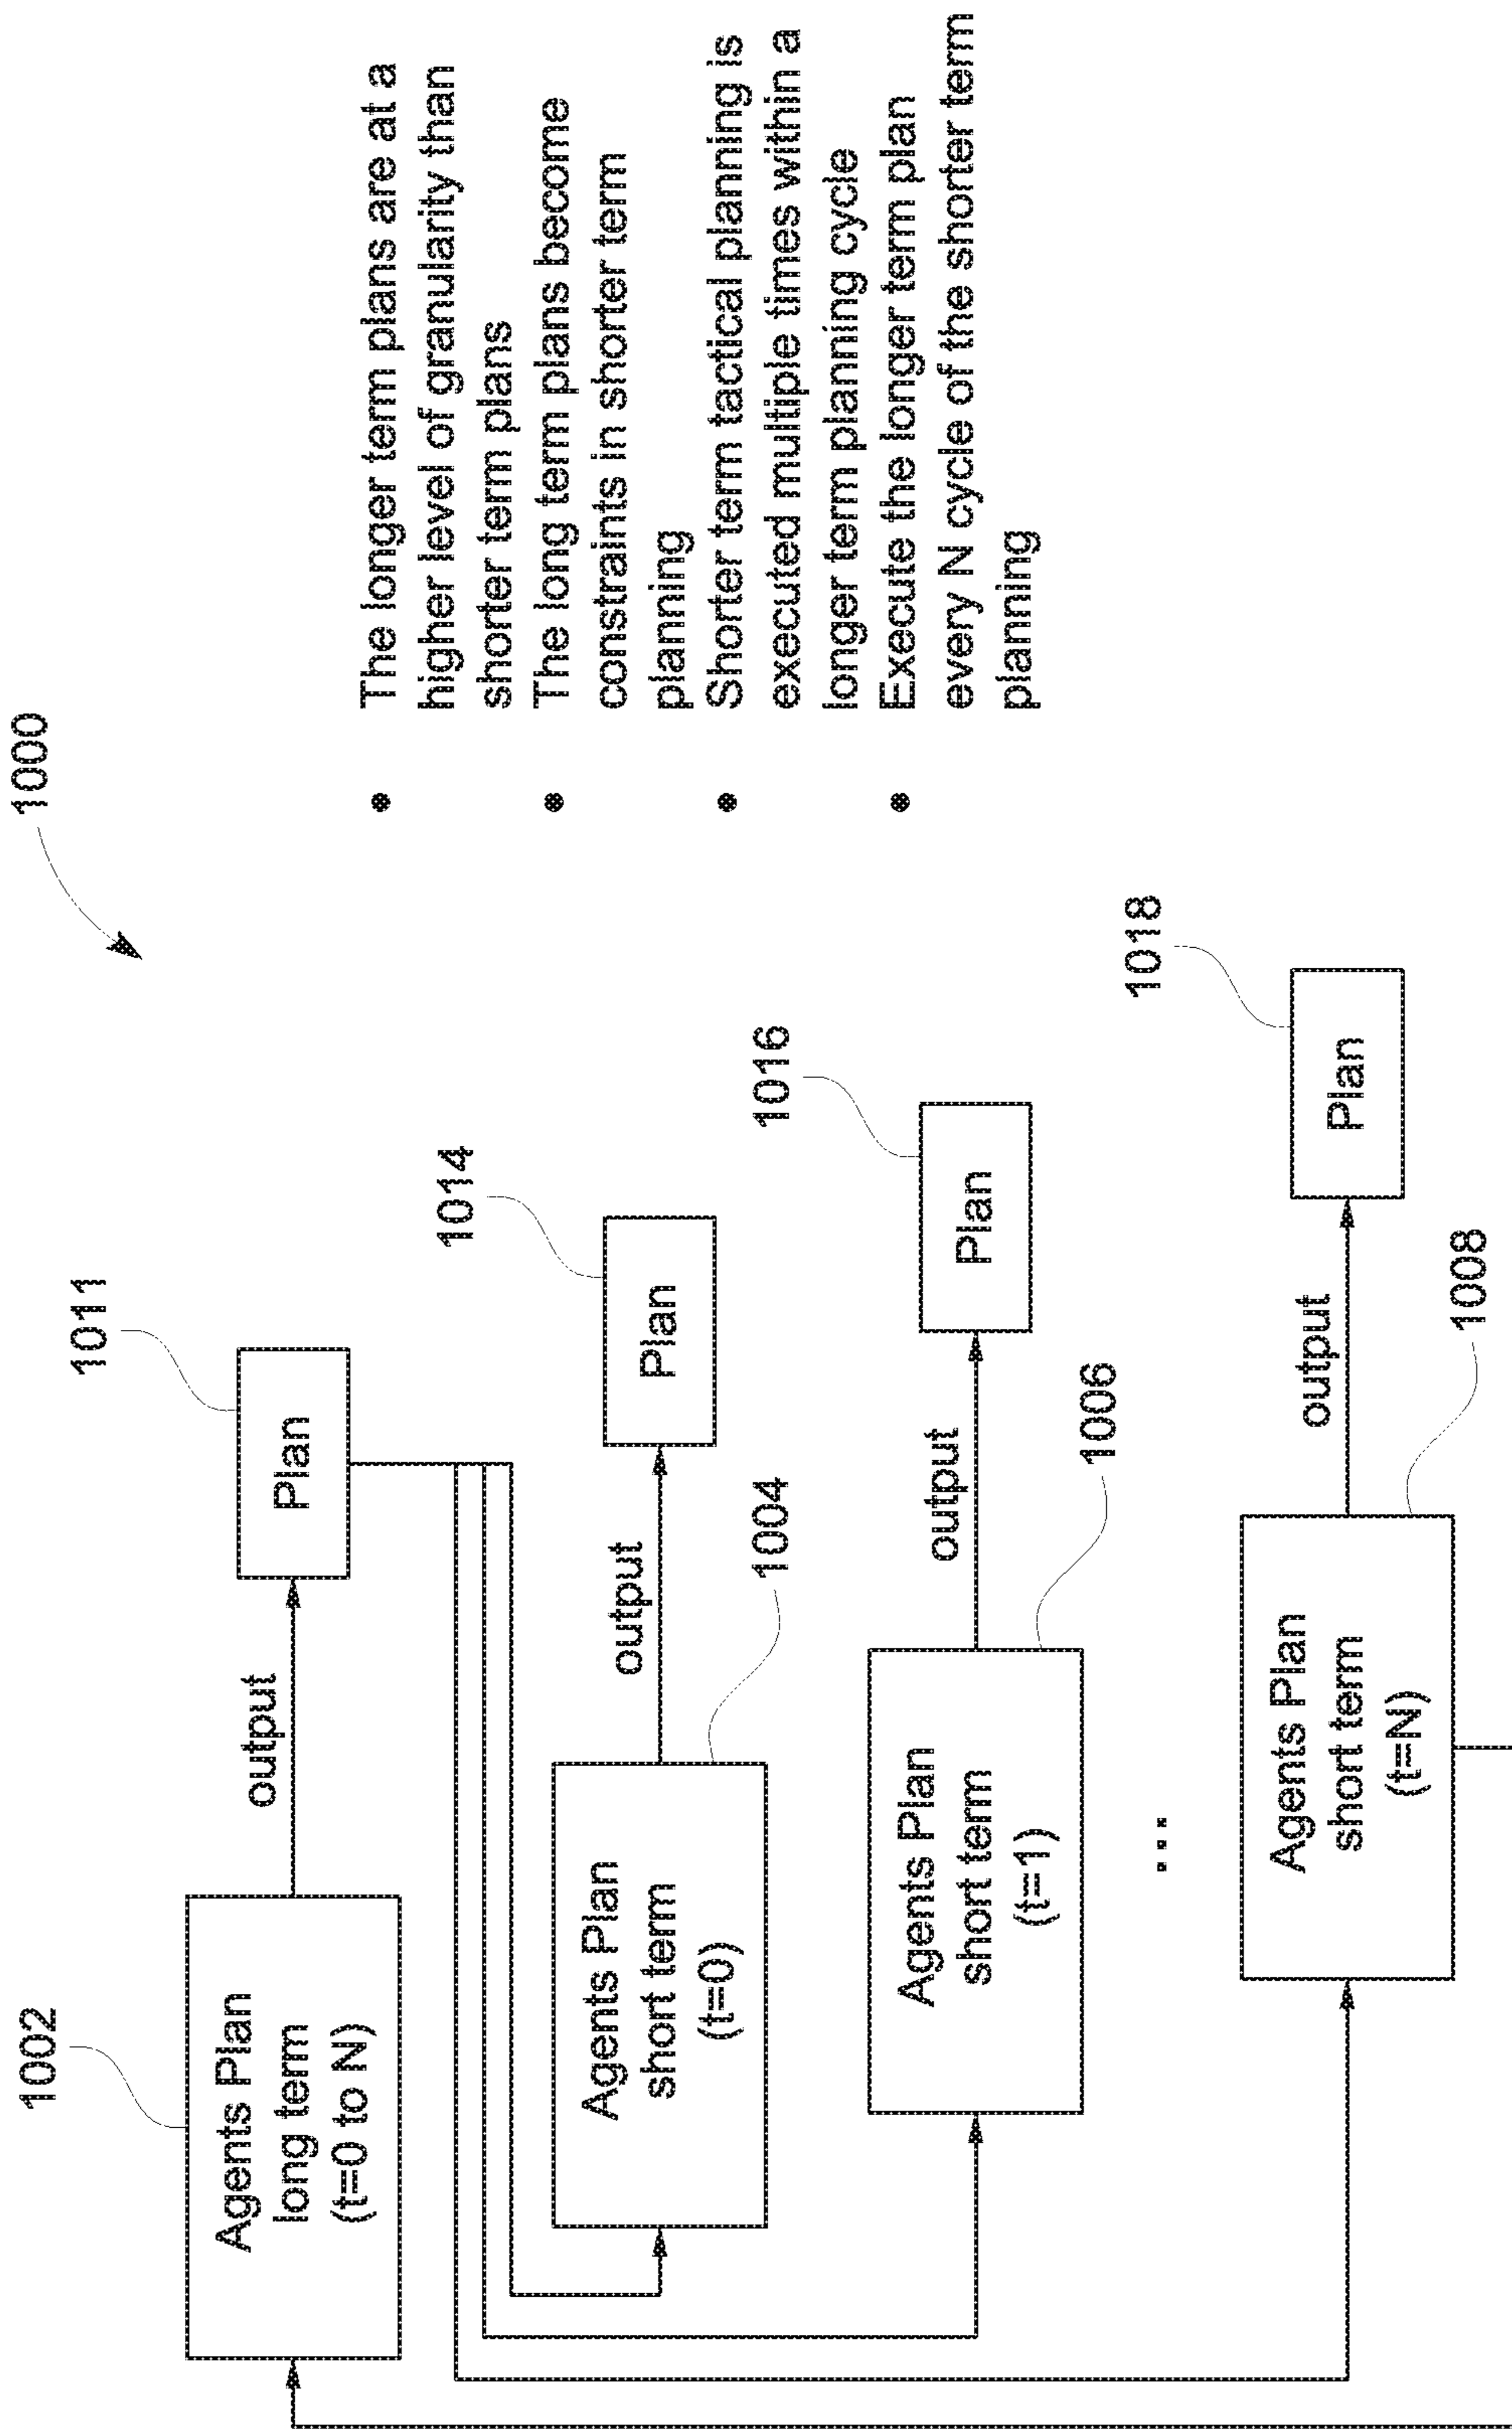 1000
1002
Agents Plan
long term
(t=0 to N)
output
1011
Plan
Agents Plan
short term
(t=0)
1004
output
1014
Plan
Agents Plan
short term
(t=1)
1006
output
1016
Plan
...
Agents Plan
short term
(t=N)
1008
output
1018
Plan
• The longer term plans are at a
higher level of granularity than
shorter term plans
• The long term plans become
constraints in shorter term
planning
• Shorter term tactical planning is
executed multiple times within a
longer term planning cycle
• Execute the longer term plan
every N cycle of the shorter term
planning